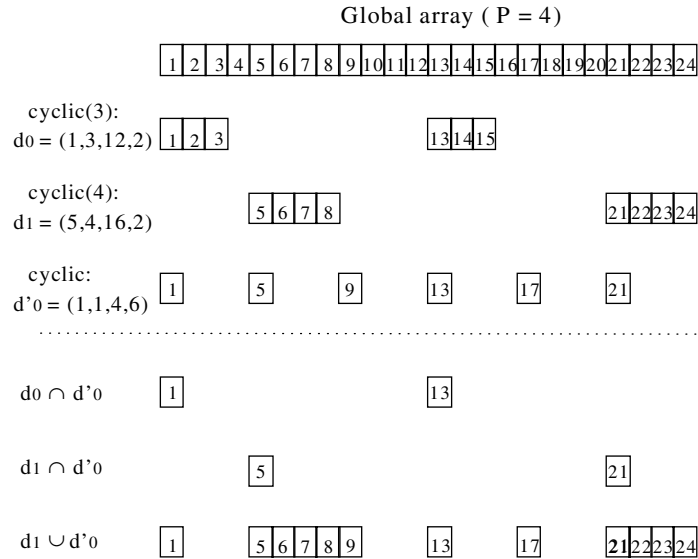 Global array ( P = 4)
1 2 3 4 5 6 7 8 9 10 11 12 13 14 15 16 17 18 19 20 21 22 23 24
cyclic(3):
d0 = (1,3,12,2) 1 2 3 13 14 15
cyclic(4):
d1 = (5,4,16,2) 5 6 7 8 21 22 23 24
cyclic:
d'0 = (1,1,4,6) 1 5 9 13 17 21
d0 ∩ d'0 1 13
d1 ∩ d'0 5 21
d1 ∪ d'0 1 5 6 7 8 9 13 17 21 22 23 24